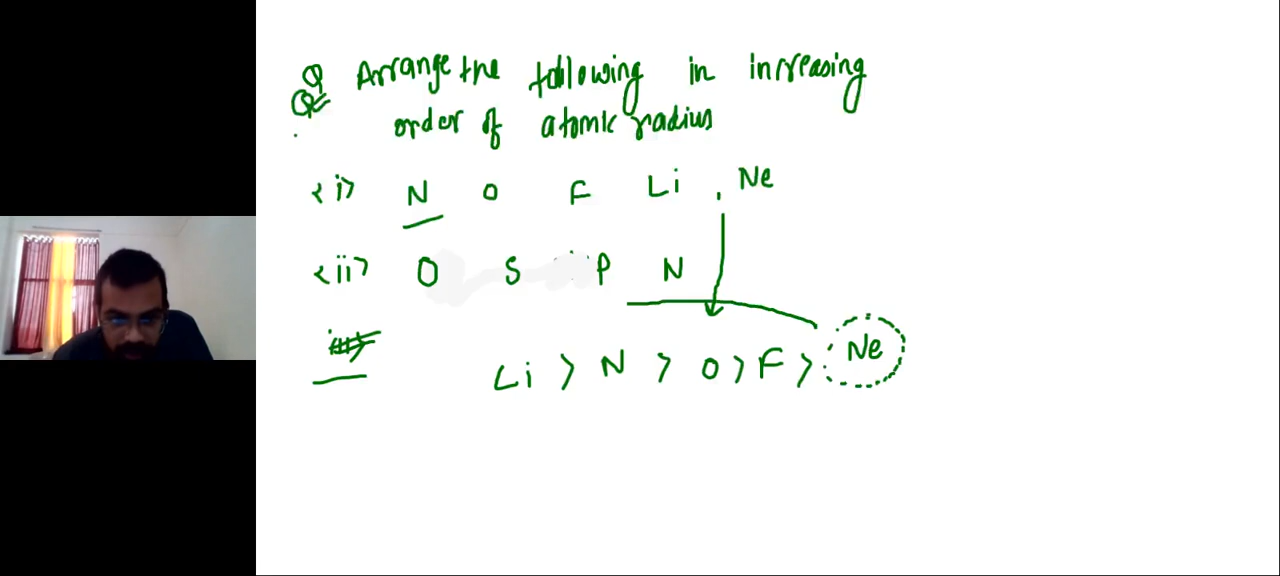 Q Arrange the following in increasing
Q order of atomic radius
<i> N O F Li , Ne
<ii> O S P N
Li > N > O > F > Ne